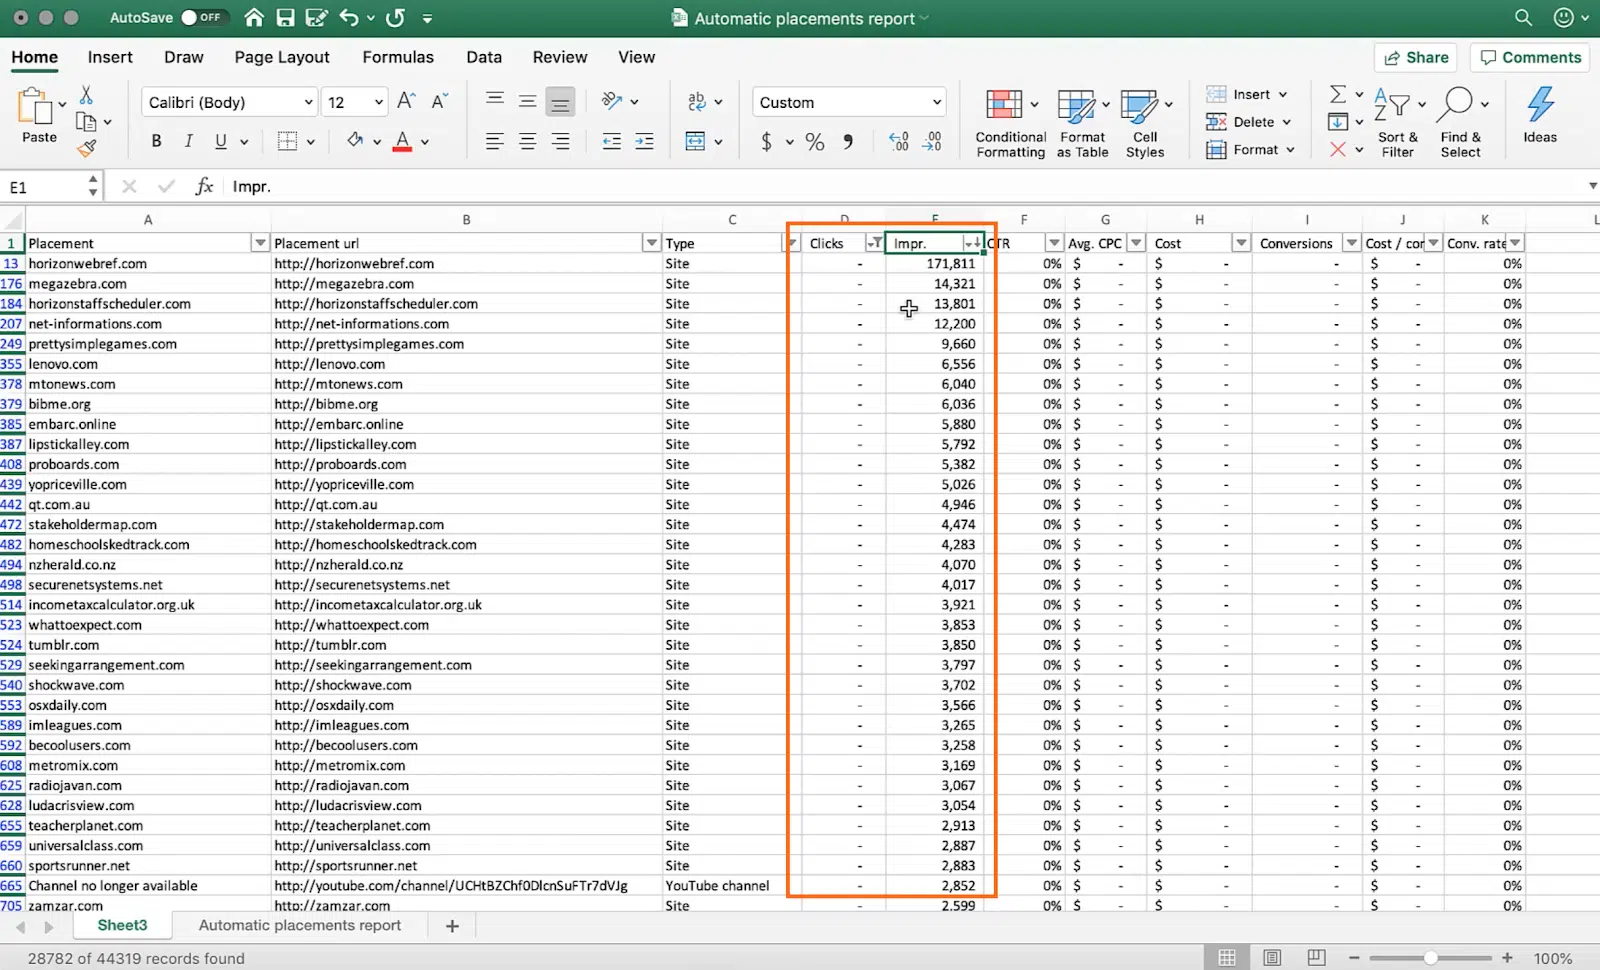 AutoSave OFF Automatic placements report
Home Insert Draw Page Layout Formulas Data Review View Share Comments
Paste Calibri (Body) 12 A A ab Custom Conditional Formatting Format as Table Cell Styles Insert Delete Format Sort & Filter Find & Select Ideas
B I U A $ % 9 .00 .00
E1 fx Impr.
A B C D E F G H I J K L
1 Placement Placement url Type Clicks Impr. CTR Avg. CPC Cost Conversions Cost / cor Conv. rate
13 horizonwebref.com http://horizonwebref.com Site - 171,811 0% $ - $ - - $ - 0%
176 megazebra.com http://megazebra.com Site - 14,321 0% $ - $ - - $ - 0%
184 horizonstaffscheduler.com http://horizonstaffscheduler.com Site - 13,801 0% $ - $ - - $ - 0%
207 net-informations.com http://net-informations.com Site - 12,200 0% $ - $ - - $ - 0%
249 prettysimplegames.com http://prettysimplegames.com Site - 9,660 0% $ - $ - - $ - 0%
355 lenovo.com http://lenovo.com Site - 6,556 0% $ - $ - - $ - 0%
378 mtonews.com http://mtonews.com Site - 6,040 0% $ - $ - - $ - 0%
379 bibme.org http://bibme.org Site - 6,036 0% $ - $ - - $ - 0%
385 embarc.online http://embarc.online Site - 5,880 0% $ - $ - - $ - 0%
387 lipstickalley.com http://lipstickalley.com Site - 5,792 0% $ - $ - - $ - 0%
408 proboards.com http://proboards.com Site - 5,382 0% $ - $ - - $ - 0%
439 yopriceville.com http://yopriceville.com Site - 5,026 0% $ - $ - - $ - 0%
442 qt.com.au http://qt.com.au Site - 4,946 0% $ - $ - - $ - 0%
472 stakeholdermap.com http://stakeholdermap.com Site - 4,474 0% $ - $ - - $ - 0%
482 homeschoolskedtrack.com http://homeschoolskedtrack.com Site - 4,283 0% $ - $ - - $ - 0%
494 nzherald.co.nz http://nzherald.co.nz Site - 4,070 0% $ - $ - - $ - 0%
498 securenetsystems.net http://securenetsystems.net Site - 4,017 0% $ - $ - - $ - 0%
514 incometaxcalculator.org.uk http://incometaxcalculator.org.uk Site - 3,921 0% $ - $ - - $ - 0%
523 whattoexpect.com http://whattoexpect.com Site - 3,853 0% $ - $ - - $ - 0%
524 tumblr.com http://tumblr.com Site - 3,850 0% $ - $ - - $ - 0%
529 seekingarrangement.com http://seekingarrangement.com Site - 3,797 0% $ - $ - - $ - 0%
540 shockwave.com http://shockwave.com Site - 3,702 0% $ - $ - - $ - 0%
553 osxdaily.com http://osxdaily.com Site - 3,566 0% $ - $ - - $ - 0%
589 imleagues.com http://imleagues.com Site - 3,265 0% $ - $ - - $ - 0%
592 becoolusers.com http://becoolusers.com Site - 3,258 0% $ - $ - - $ - 0%
608 metromix.com http://metromix.com Site - 3,169 0% $ - $ - - $ - 0%
625 radiojavan.com http://radiojavan.com Site - 3,067 0% $ - $ - - $ - 0%
628 ludacrisview.com http://ludacrisview.com Site - 3,054 0% $ - $ - - $ - 0%
655 teacherplanet.com http://teacherplanet.com Site - 2,913 0% $ - $ - - $ - 0%
659 universalclass.com http://universalclass.com Site - 2,887 0% $ - $ - - $ - 0%
660 sportsrunner.net http://sportsrunner.net Site - 2,883 0% $ - $ - - $ - 0%
665 Channel no longer available http://youtube.com/channel/UCHtBZChf0DlcnSuFTr7dVJg YouTube channel - 2,852 0% $ - $ - - $ - 0%
705 zamzar.com http://zamzar.com Site - 2,599 0% $ - $ - - $ - 0%
Sheet3 Automatic placements report +
28782 of 44319 records found 100%